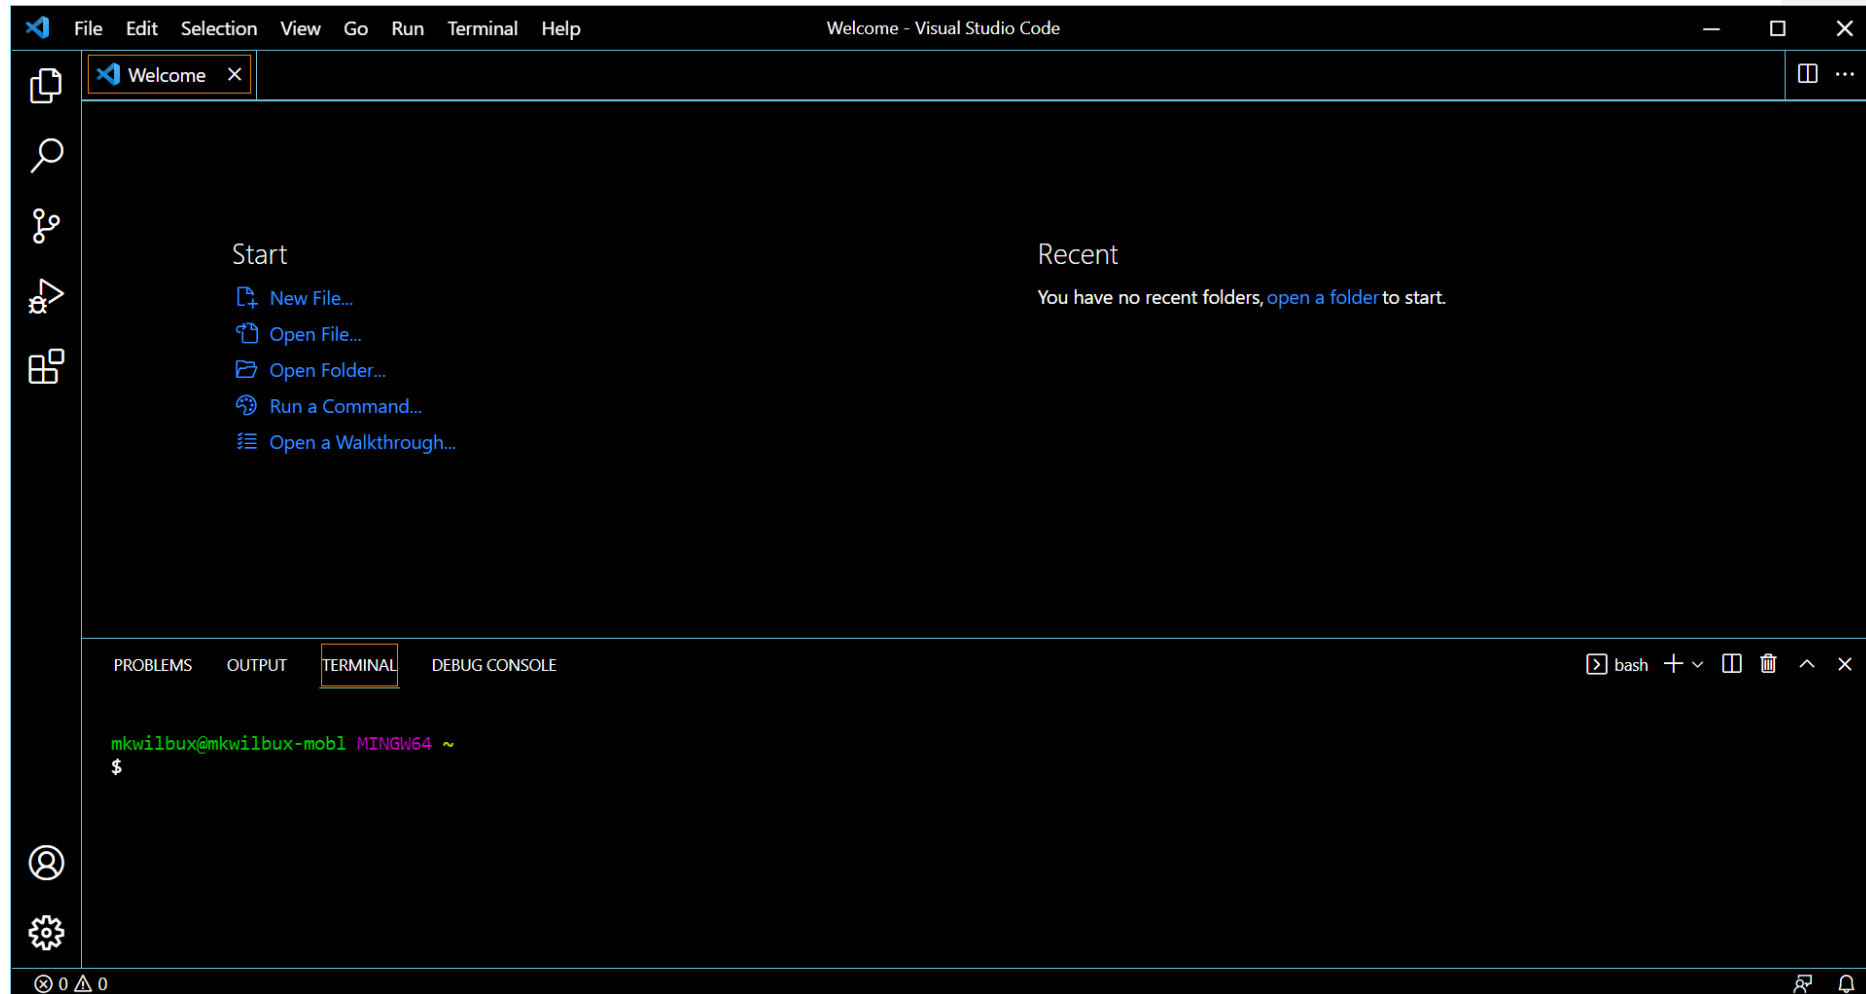 File Edit Selection View Go Run Terminal Help Welcome - Visual Studio Code
Welcome
Start
New File...
Open File...
Open Folder...
Run a Command...
Open a Walkthrough...
Recent
You have no recent folders, open a folder to start.
PROBLEMS OUTPUT TERMINAL DEBUG CONSOLE bash
mkwilbux@mkwilbux-mobl MINGW64 ~
$
0 0